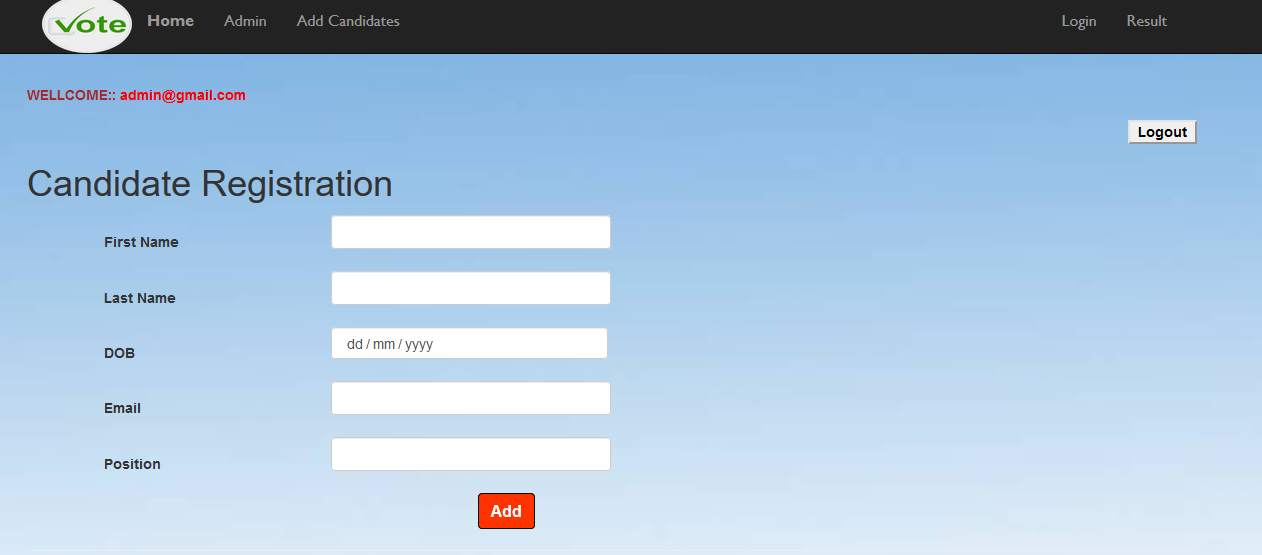 vote Home Admin Add Candidates Login Result
WELLCOME:: admin@gmail.com
Logout
Candidate Registration
First Name
Last Name
DOB dd / mm / yyyy
Email
Position
Add